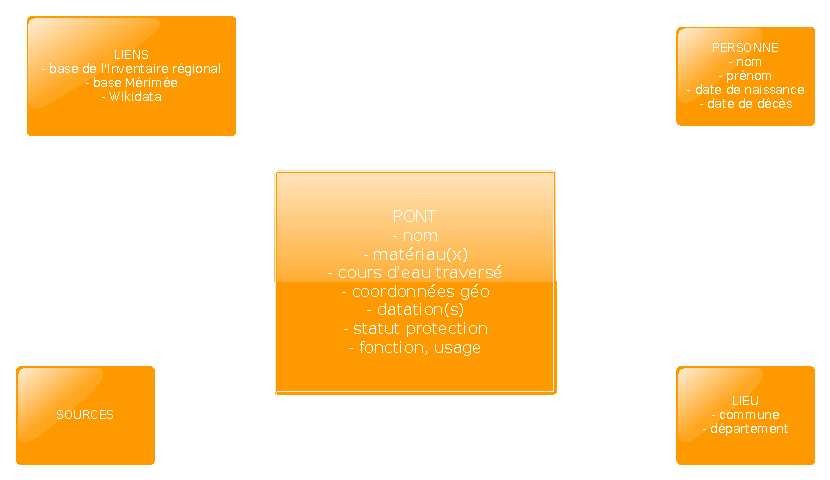 LIENS
- base de l'Inventaire régional
- base Mérimée
- Wikidata
PERSONNE
- nom
- prénom
- date de naissance
- date de décès
PONT
- nom
- matériau(x)
- cours d'eau traversé
- coordonnées géo
- datation(s)
- statut protection
- fonction, usage
SOURCES
LIEU
- commune
- département